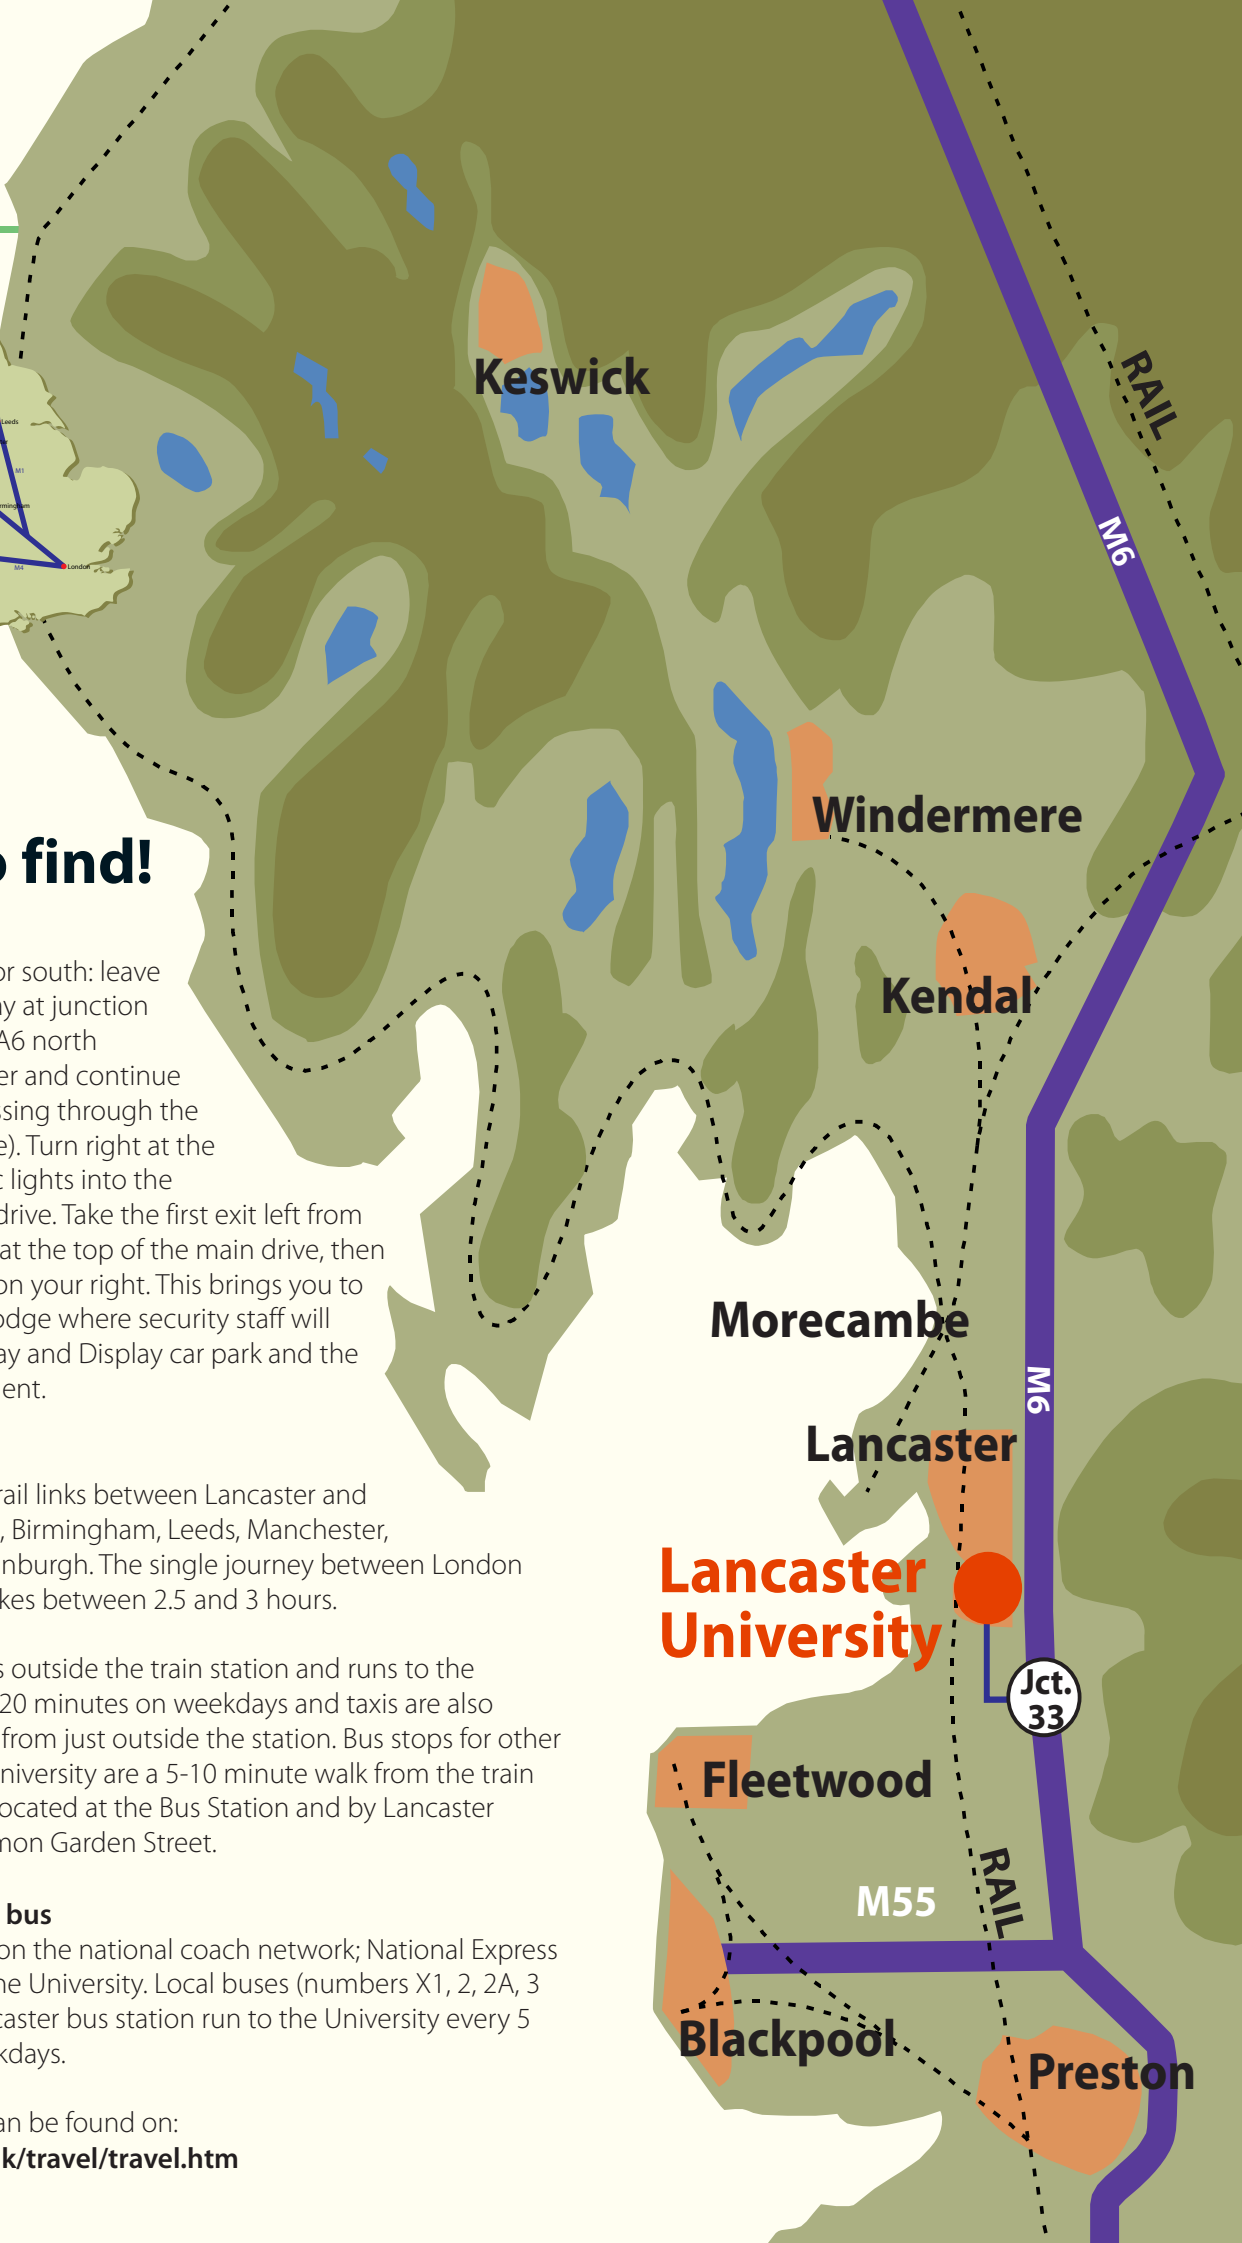 Leeds
M1
London
M4
o find!
or south: leave
ay at junction
A6 north
er and continue
ssing through the
e). Turn right at the
c lights into the
drive. Take the first exit left from
at the top of the main drive, then
on your right. This brings you to
odge where security staff will
ay and Display car park and the
ent.
rail links between Lancaster and
, Birmingham, Leeds, Manchester,
nburgh. The single journey between London
kes between 2.5 and 3 hours.
s outside the train station and runs to the
20 minutes on weekdays and taxis are also
from just outside the station. Bus stops for other
niversity are a 5-10 minute walk from the train
ocated at the Bus Station and by Lancaster
mon Garden Street.
bus
on the national coach network; National Express
ne University. Local buses (numbers X1, 2, 2A, 3
caster bus station run to the University every 5
kdays.
an be found on:
k/travel/travel.htm
Keswick
RAIL
M6
Windermere
Kendal
Morecambe
M6
Lancaster
Lancaster
University
Jct.
33
Fleetwood
RAIL
M55
Blackpool
Preston